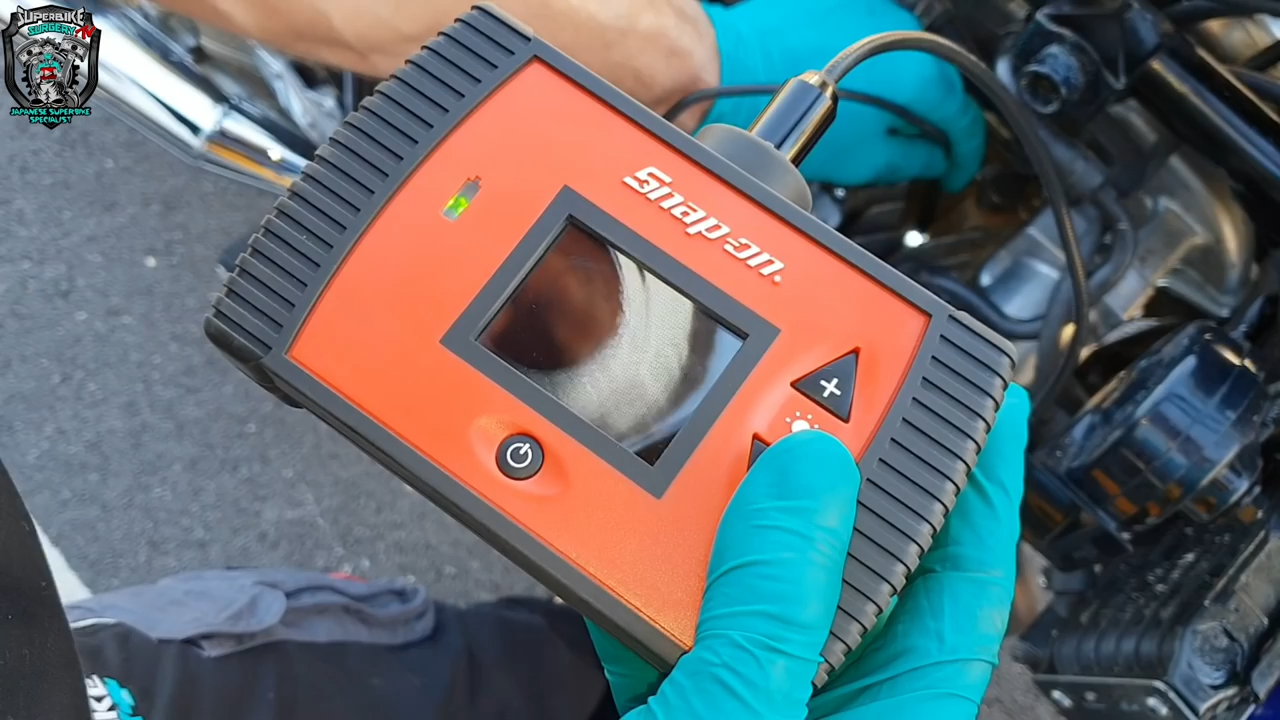 SUPERBIKE
SURGERY TV
JAPANESE SUPERBIKE
SPECIALIST
Snap-on
+